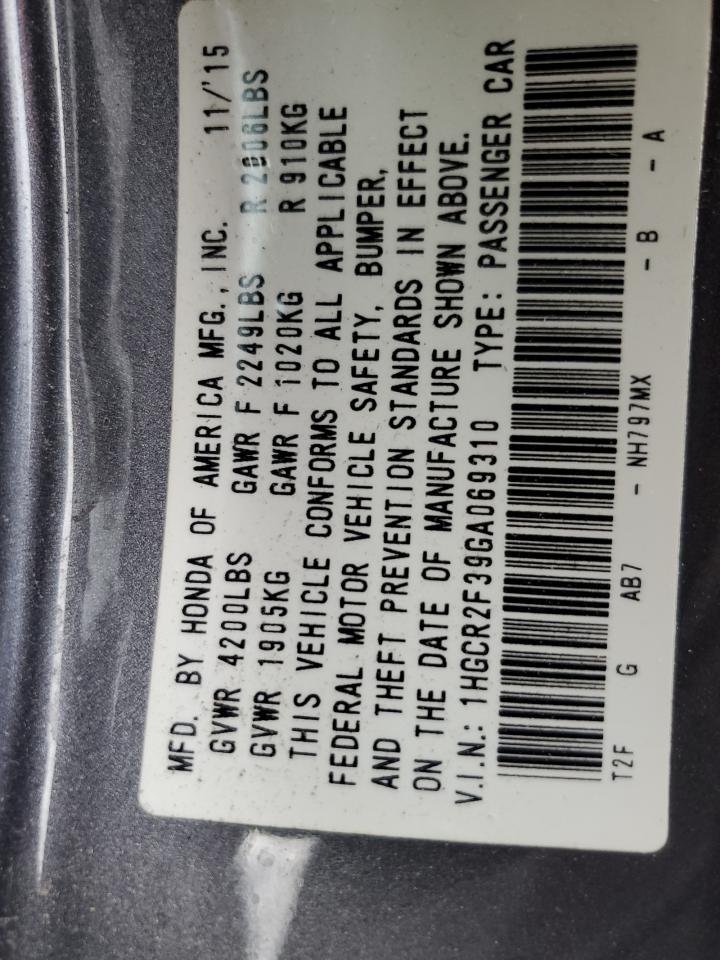 MFD. BY HONDA OF AMERICA MFG., INC. 11/'15
GVWR 4200LBS GAWR F 2249LBS R 2006LBS
GVWR 1905KG GAWR F 1020KG R 910KG
THIS VEHICLE CONFORMS TO ALL APPLICABLE
FEDERAL MOTOR VEHICLE SAFETY, BUMPER,
AND THEFT PREVENTION STANDARDS IN EFFECT
ON THE DATE OF MANUFACTURE SHOWN ABOVE.
V.I.N.: 1HGCR2F39GA069310 TYPE: PASSENGER CAR
T2F G AB7 - NH797MX - B - A